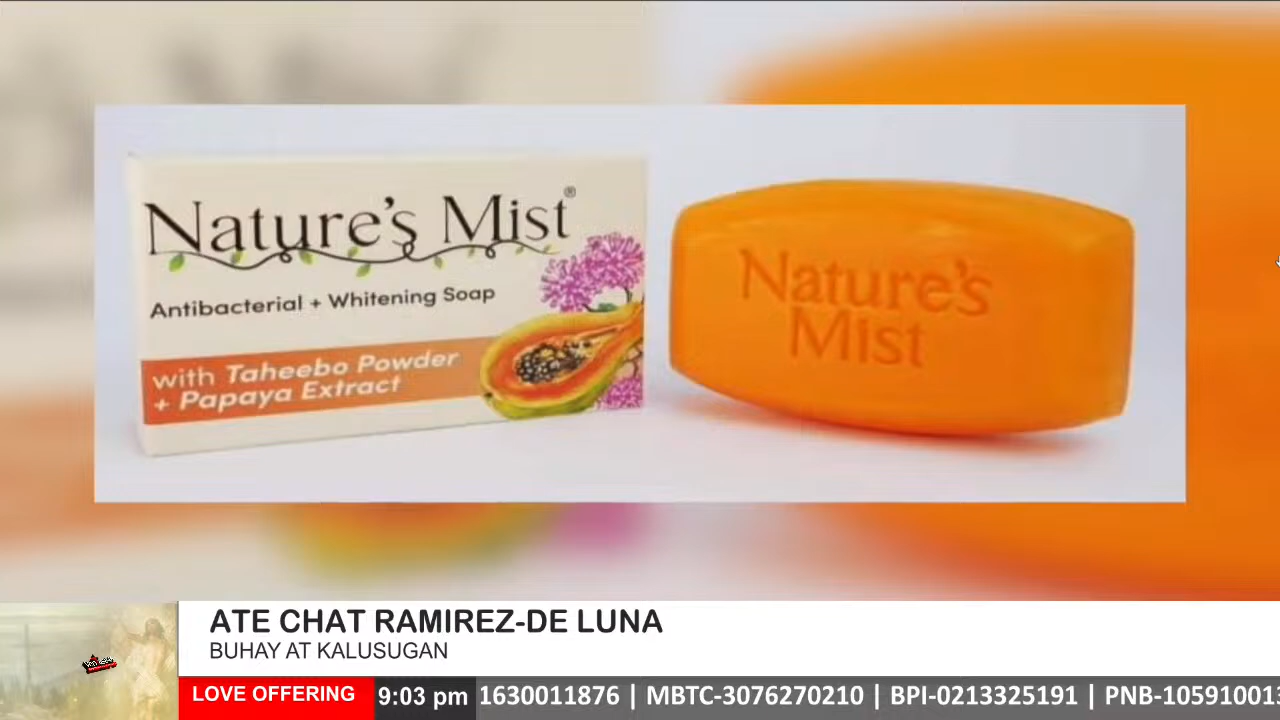 Nature's Mist®
Antibacterial + Whitening Soap
with Taheebo Powder
+ Papaya Extract
Nature's
Mist
ATE CHAT RAMIREZ-DE LUNA
BUHAY AT KALUSUGAN
LOVE OFFERING
9:03 pm
1630011876 | MBTC-3076270210 | BPI-0213325191 | PNB-105910013